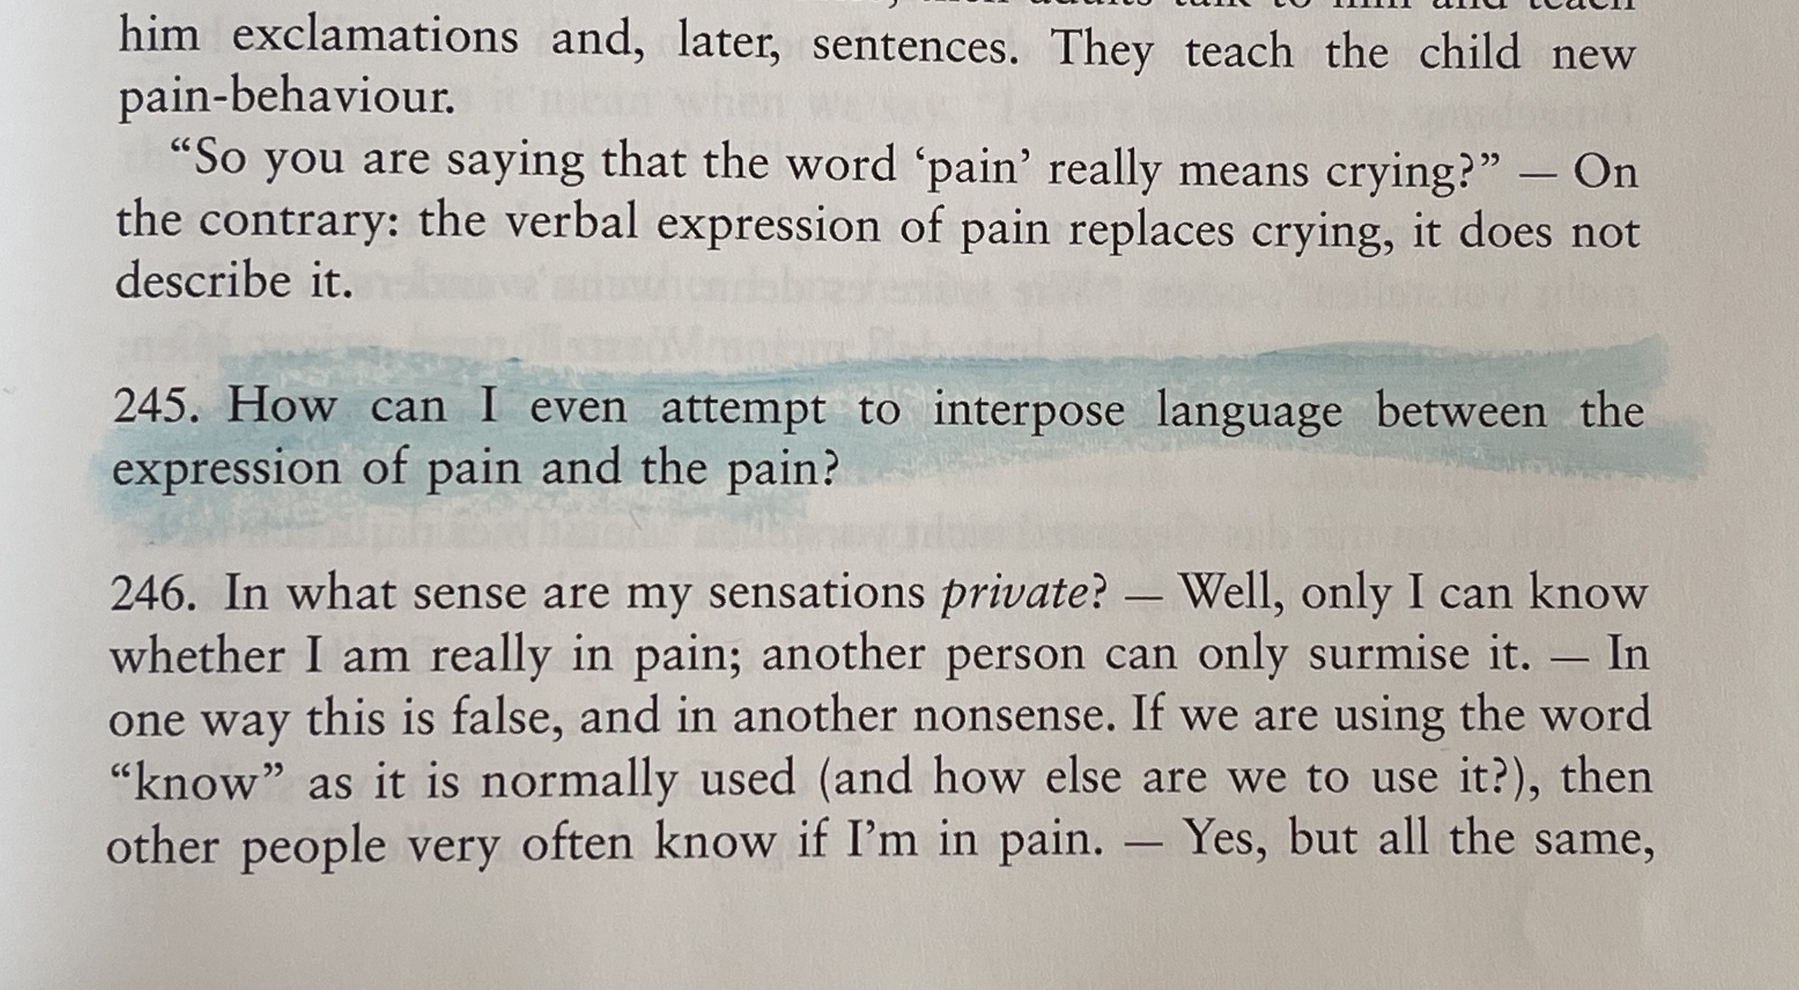 him exclamations and, later, sentences. They teach the child new
pain-behaviour.
“So you are saying that the word ‘pain’ really means crying?” — On
the contrary: the verbal expression of pain replaces crying, it does not
describe it.
245. How can I even attempt to interpose language between the
expression of pain and the pain?
246. In what sense are my sensations private? — Well, only I can know
whether I am really in pain; another person can only surmise it. — In
one way this is false, and in another nonsense. If we are using the word
“know” as it is normally used (and how else are we to use it?), then
other people very often know if I’m in pain. — Yes, but all the same,